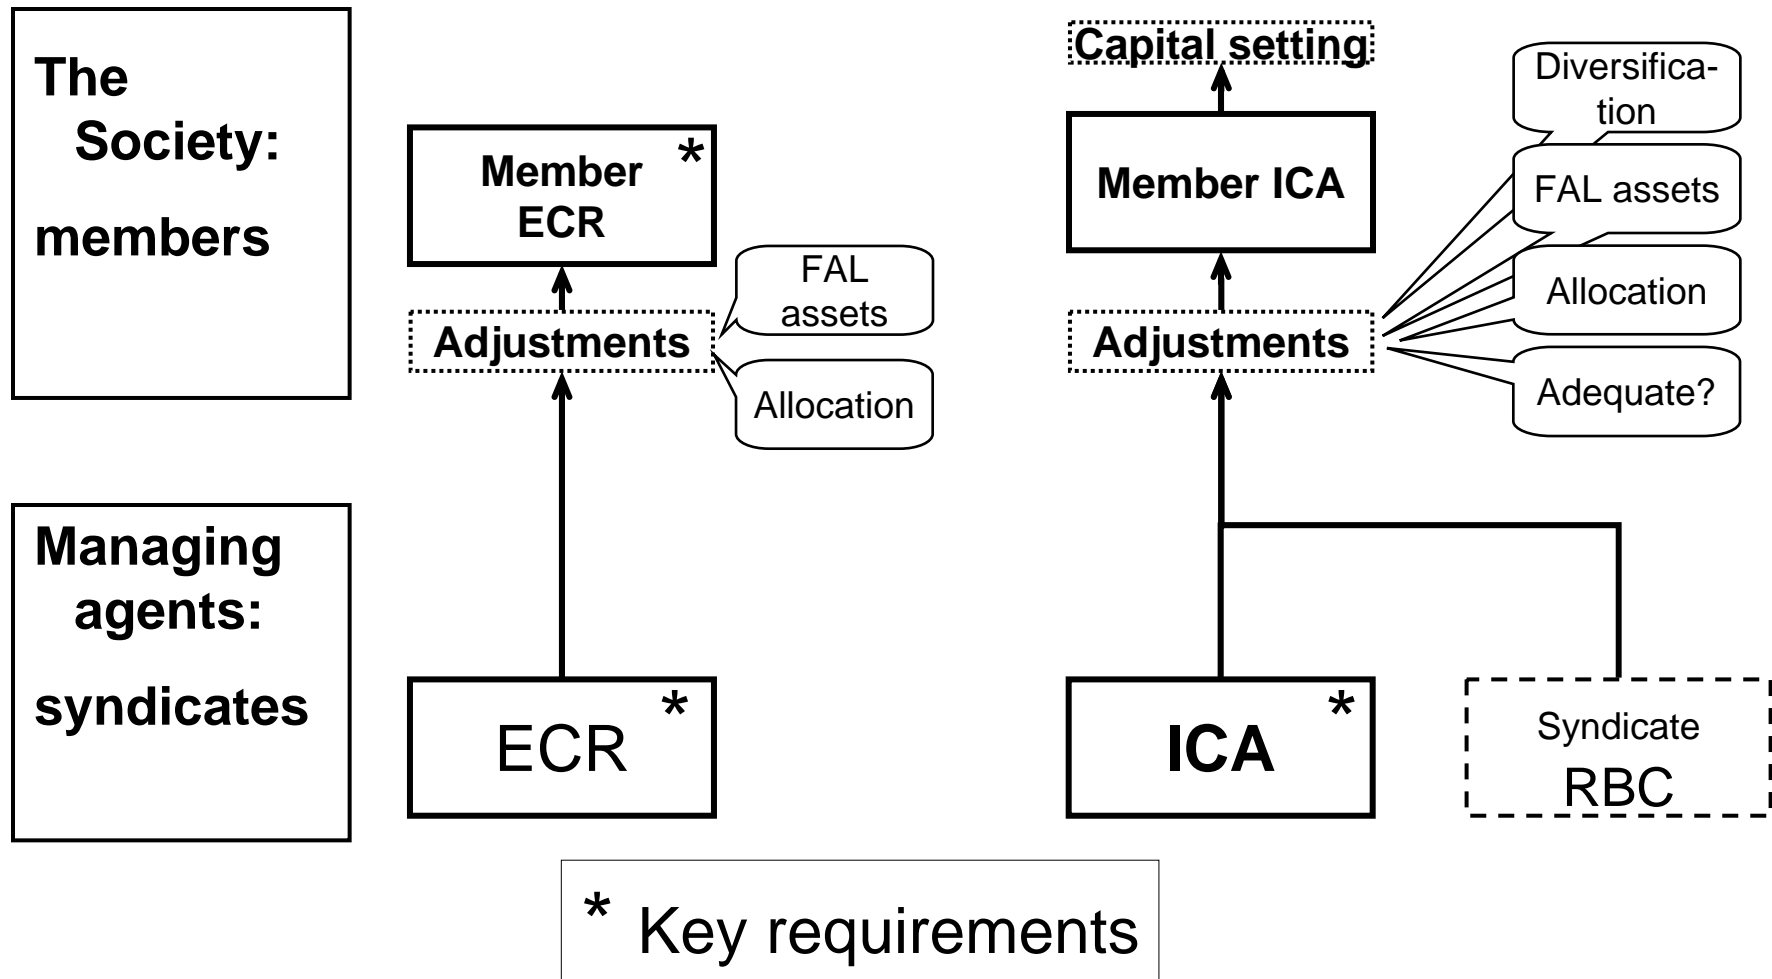 The
Society:
members
Member
ECR
*
Adjustments
FAL
assets
Allocation
Capital setting
Member ICA
Adjustments
Diversifica-
tion
FAL assets
Allocation
Adequate?
Managing
agents:
syndicates
ECR
*
ICA
*
Syndicate
RBC
* Key requirements